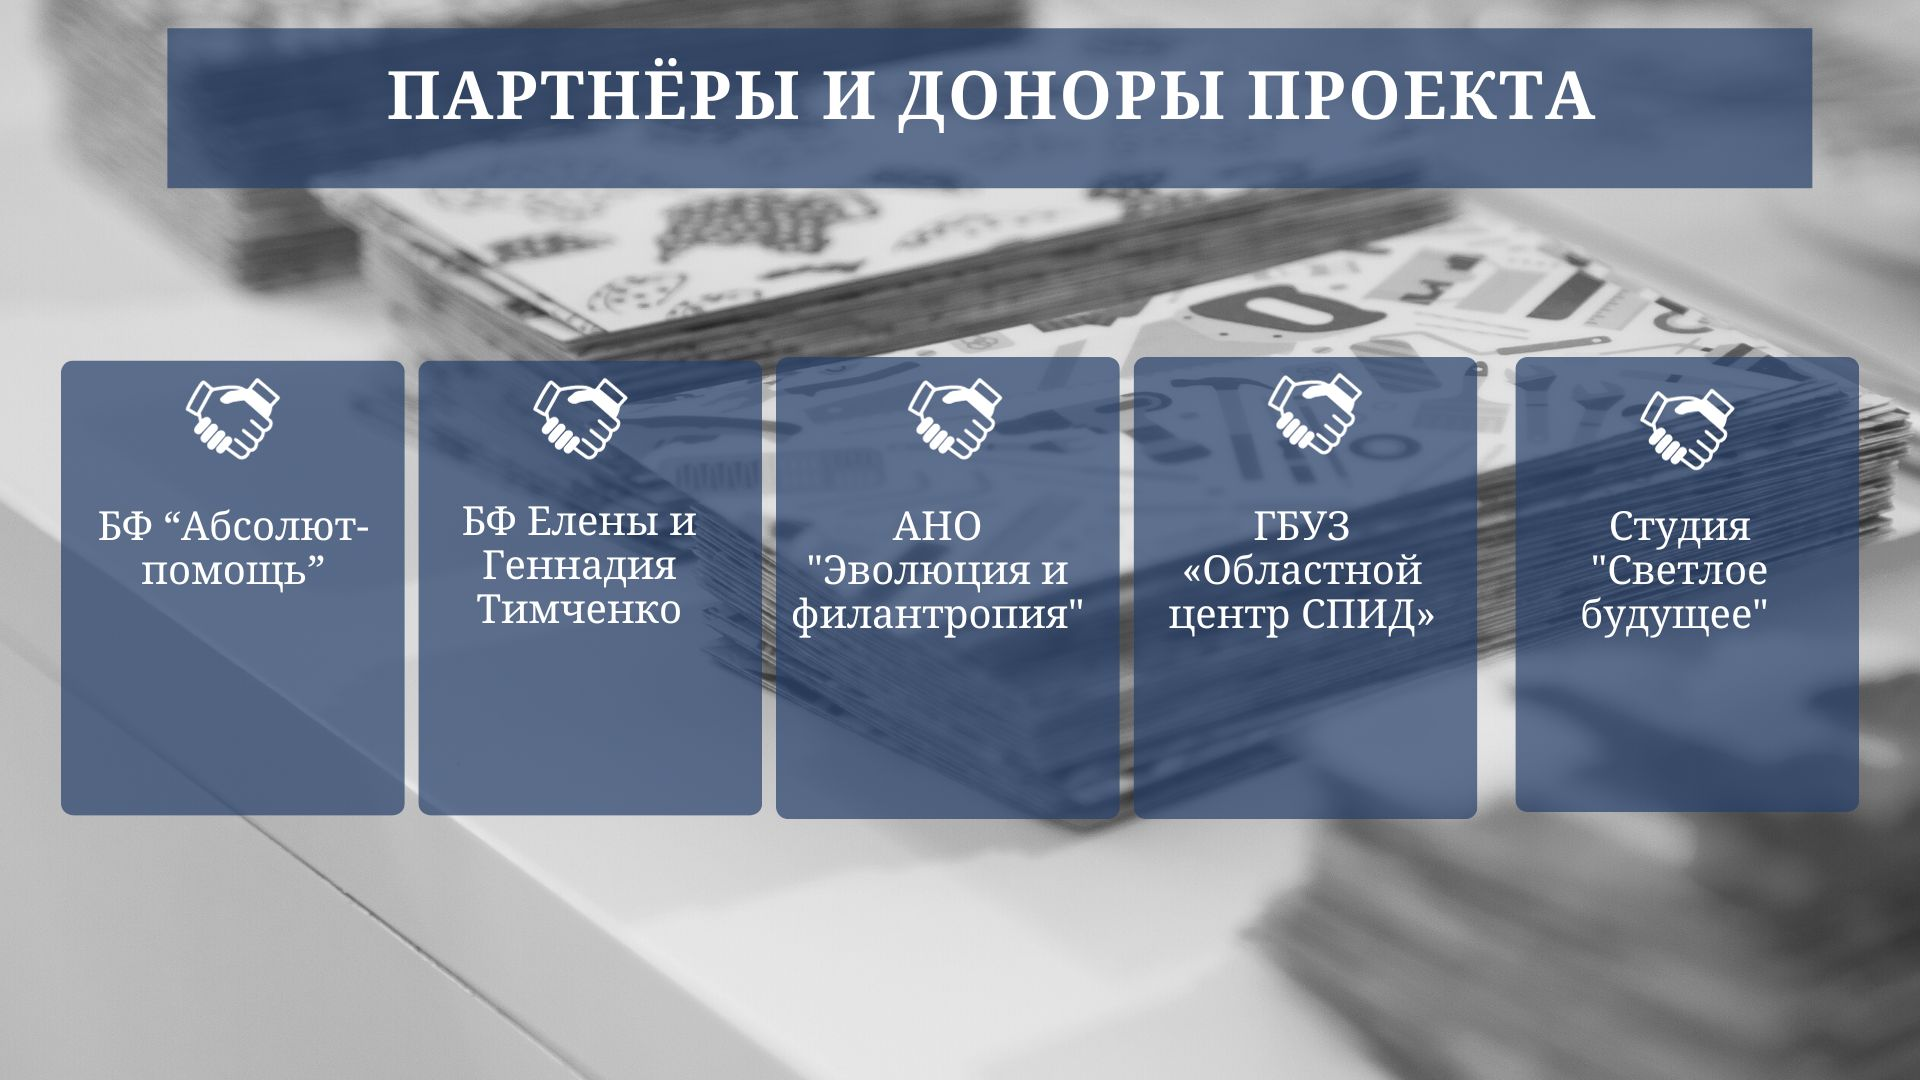 ПАРТНЁРЫ И ДОНОРЫ ПРОЕКТА
БФ “Абсолют-
помощь”
БФ Елены и
Геннадия
Тимченко
АНО
"Эволюция и
филантропия"
ГБУЗ
«Областной
центр СПИД»
Студия
"Светлое
будущее"